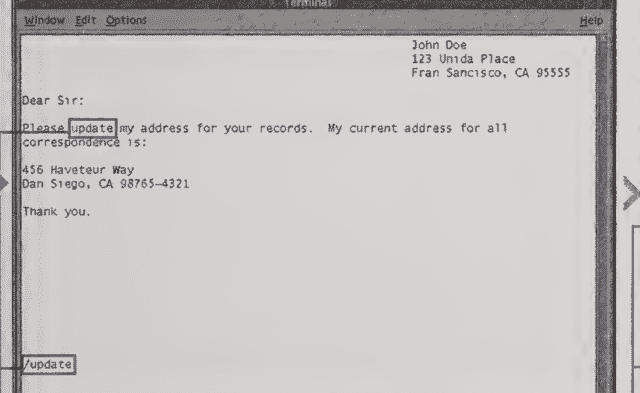 Terminal
Window Edit Options Help
John Doe
123 Unida Place
Fran Sancisco, CA 95555
Dear Sir:
Please update my address for your records. My current address for all
correspondence is:
456 Haveteur Way
Dan Siego, CA 98765-4321
Thank you.
/update